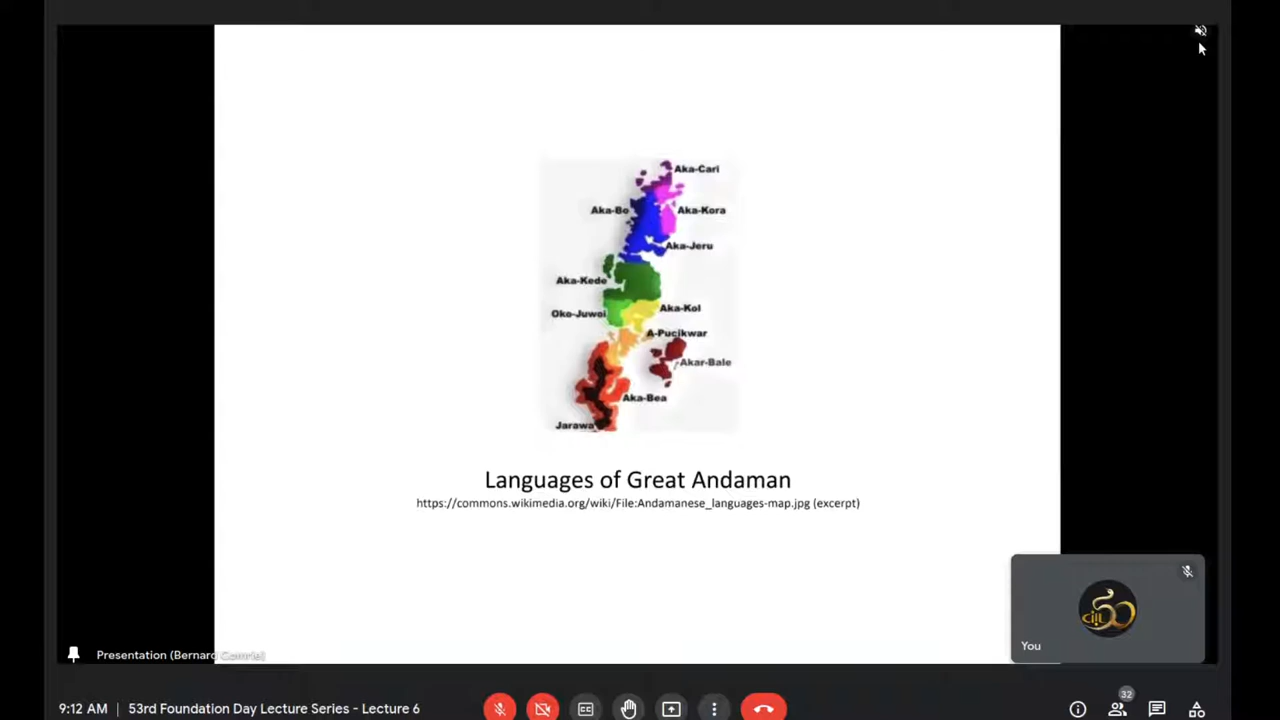 Aka-Cari
Aka-Bo
Aka-Kora
Aka-Jeru
Aka-Kede
Aka-Kol
Oko-Juwoi
A-Pucikwar
Akar-Bale
Aka-Bea
Jarawa
Languages of Great Andaman
https://commons.wikimedia.org/wiki/File:Andamanese_languages-map.jpg (excerpt)
You
Presentation (Bernard Comrie)
32
9:12 AM | 53rd Foundation Day Lecture Series - Lecture 6
CC